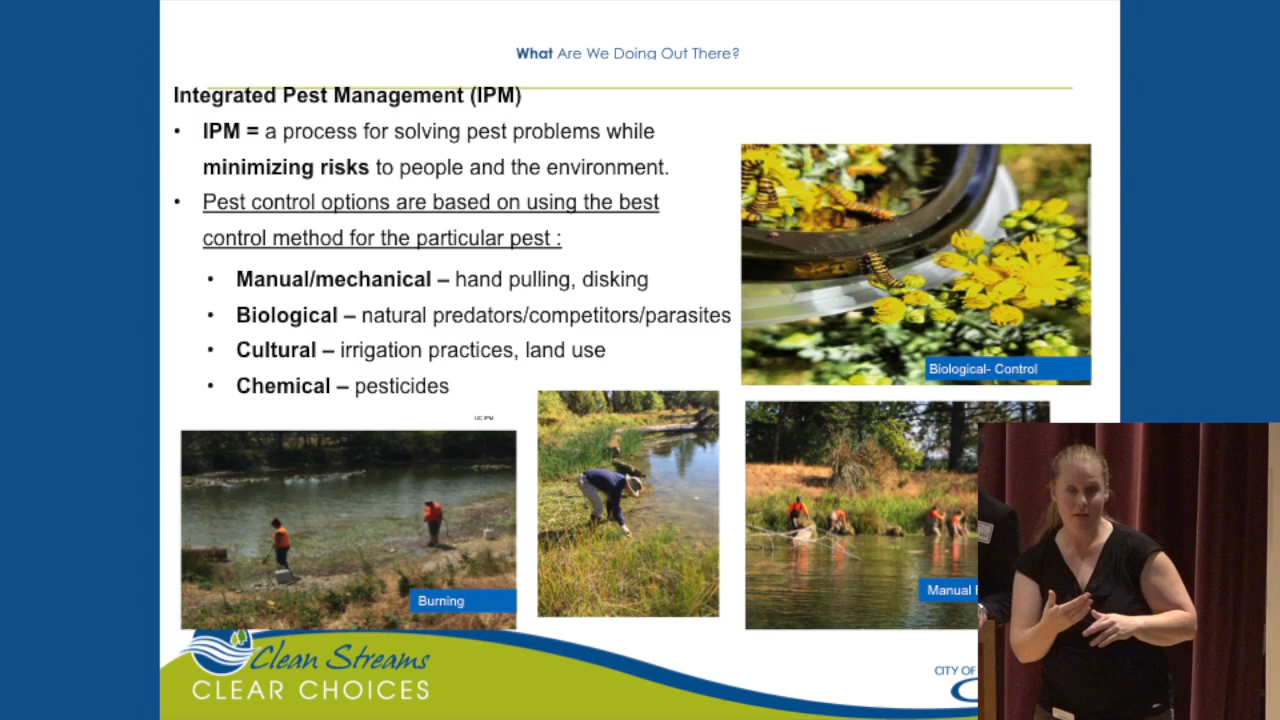 What Are We Doing Out There?
Integrated Pest Management (IPM)
• IPM = a process for solving pest problems while
minimizing risks to people and the environment.
• Pest control options are based on using the best
control method for the particular pest :
• Manual/mechanical – hand pulling, disking
• Biological – natural predators/competitors/parasites
• Cultural – irrigation practices, land use
• Chemical – pesticides
UC IPM
Biological- Control
Burning
Manual
Clean Streams
CLEAR CHOICES
CITY OF